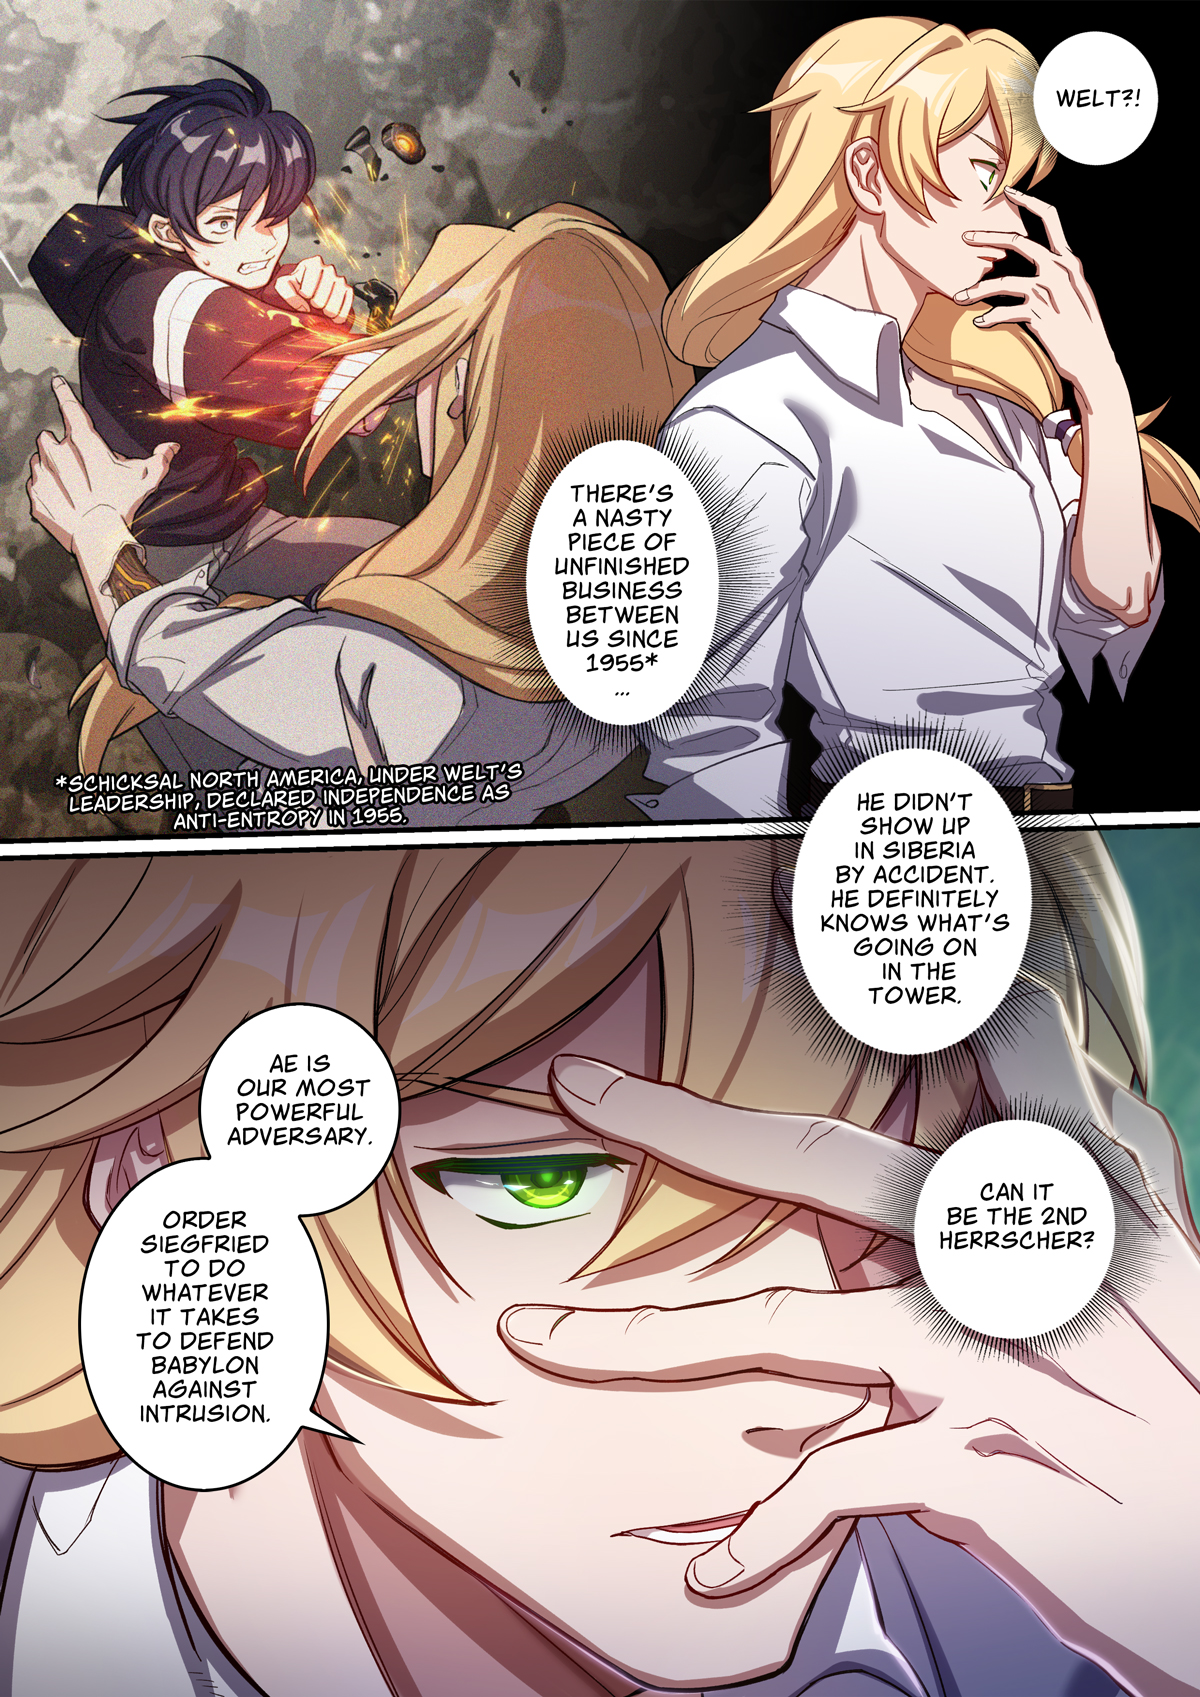 WELT?!
THERE'S
A NASTY
PIECE OF
UNFINISHED
BUSINESS
BETWEEN
US SINCE
1955*
...
*SCHICKSAL NORTH AMERICA, UNDER WELT'S
LEADERSHIP, DECLARED INDEPENDENCE AS
ANTI-ENTROPY IN 1955.
HE DIDN'T
SHOW UP
IN SIBERIA
BY ACCIDENT.
HE DEFINITELY
KNOWS WHAT'S
GOING ON
IN THE
TOWER.
AE IS
OUR MOST
POWERFUL
ADVERSARY.
CAN IT
BE THE 2ND
HERRSCHER?
ORDER
SIEGFRIED
TO DO
WHATEVER
IT TAKES
TO DEFEND
BABYLON
AGAINST
INTRUSION.